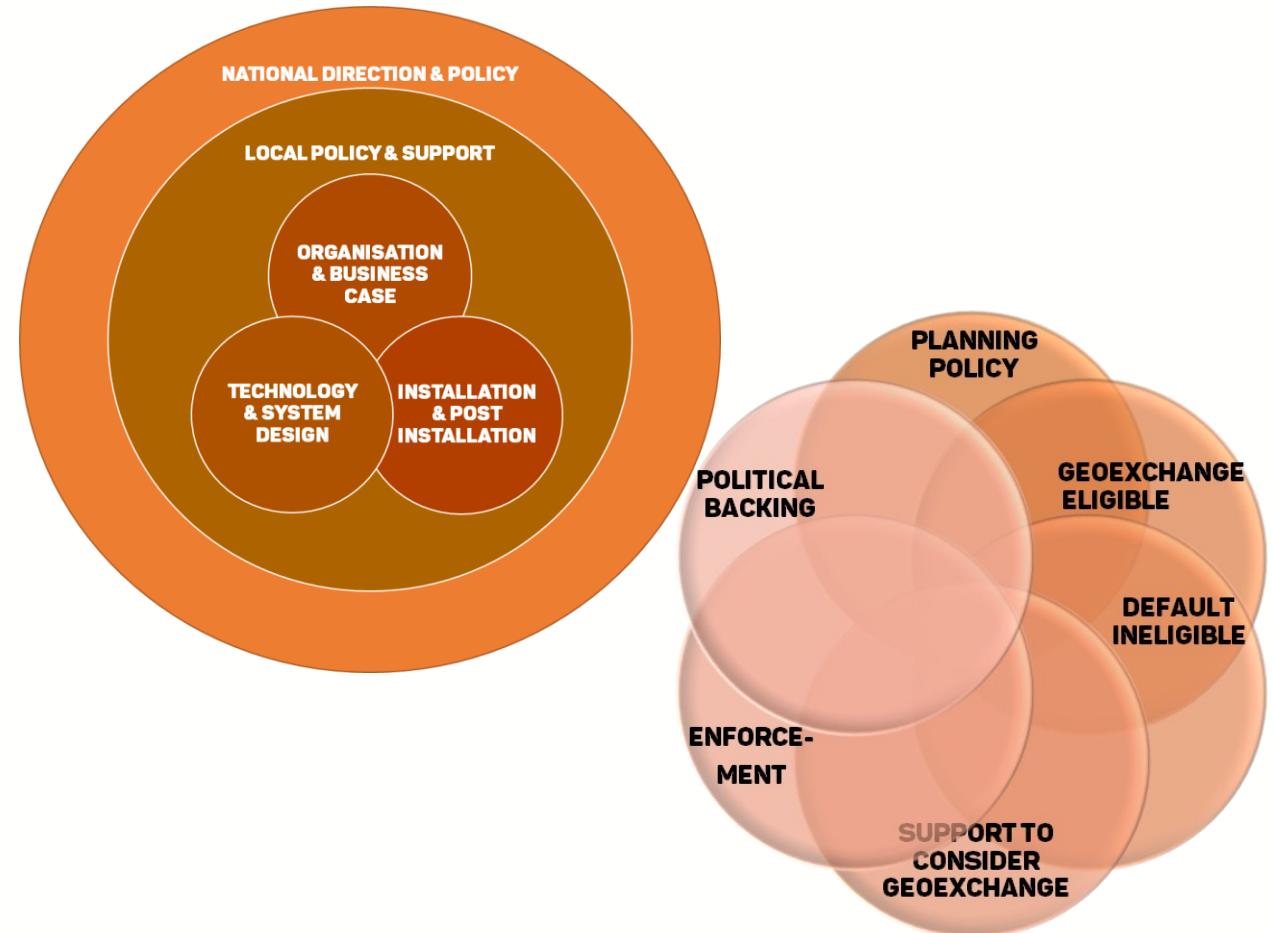 NATIONAL DIRECTION & POLICY
LOCAL POLICY & SUPPORT
ORGANISATION
& BUSINESS
CASE
TECHNOLOGY
& SYSTEM
DESIGN
INSTALLATION
& POST
INSTALLATION
PLANNING
POLICY
GEOEXCHANGE
ELIGIBLE
DEFAULT
INELIGIBLE
SUPPORT TO
CONSIDER
GEOEXCHANGE
ENFORCE-
MENT
POLITICAL
BACKING